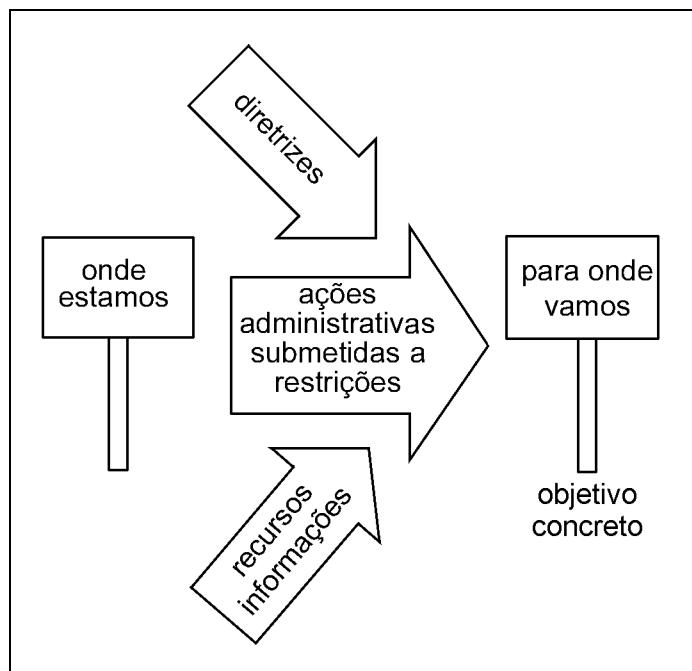 diretrizes
onde
estamos
ações
administrativas
submetidas a
restrições
para onde
vamos
recursos
informações
objetivo
concreto